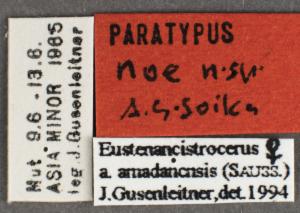 Mut 9.6.-13.6.
ASIA MINOR 1985
leg.J.Gusenleitner
PARATYPUS
noe n.sp.
A.G.Soika
Eustenancistrocerus ♀
a. amadanensis (SAUSS.)
J.Gusenleitner,det.1994